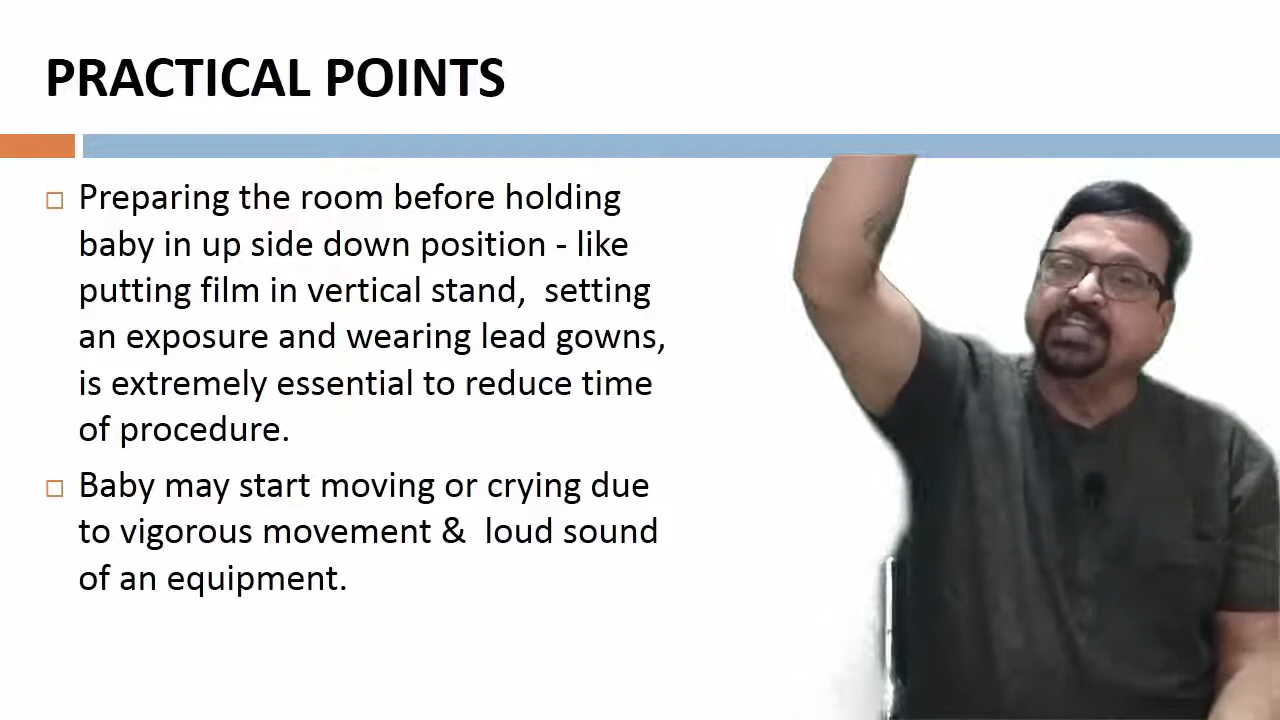 PRACTICAL POINTS
Preparing the room before holding
baby in up side down position - like
putting film in vertical stand, setting
an exposure and wearing lead gowns,
is extremely essential to reduce time
of procedure.
Baby may start moving or crying due
to vigorous movement & loud sound
of an equipment.